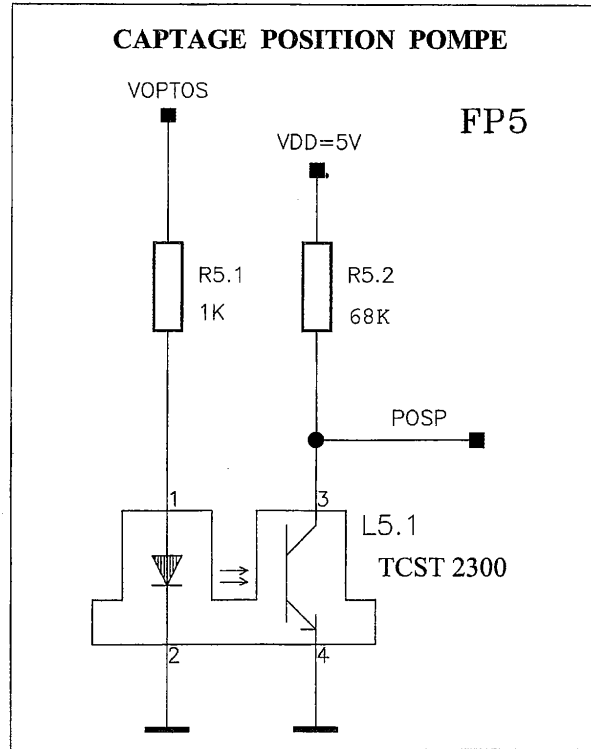 CAPTAGE POSITION POMPE
VOPTOS
FP5
VDD=5V
R5.1
1K
R5.2
68K
POSP
1
3
L5.1
TCST 2300
2
4